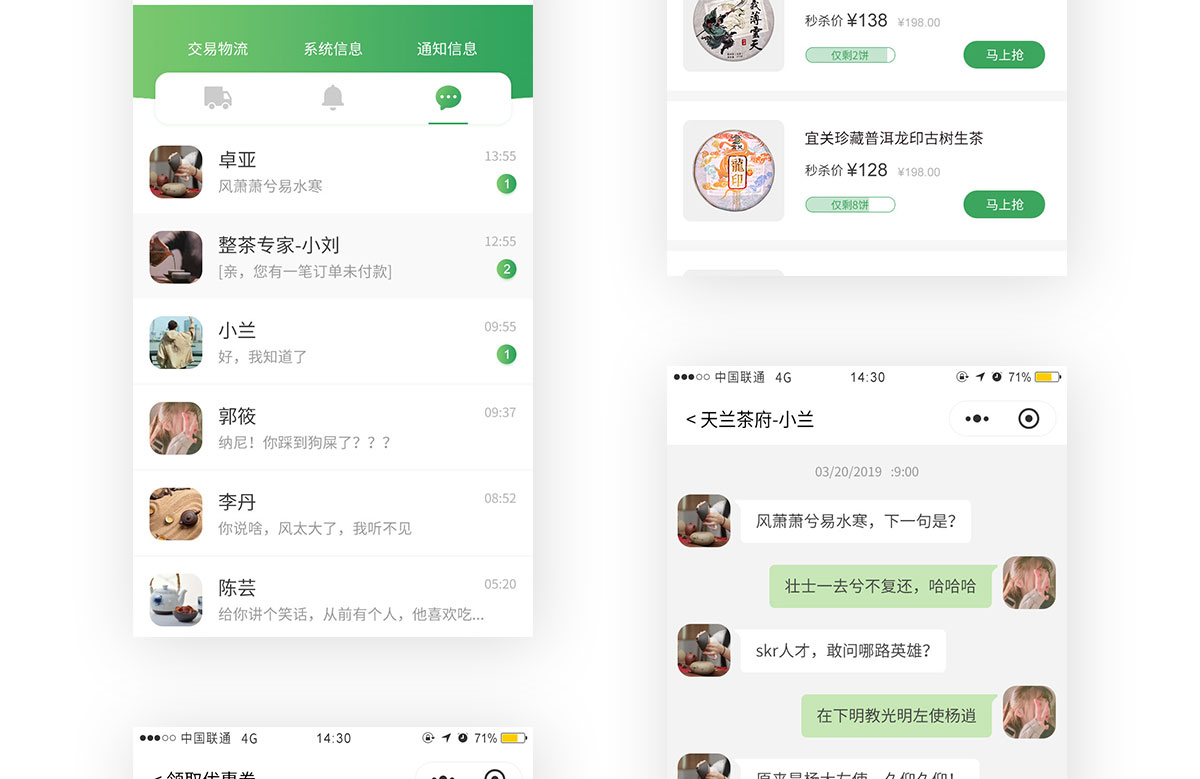 交易物流 系统信息 通知信息
卓亚 13:55
风萧萧兮易水寒 1
整茶专家-小刘 12:55
[亲，您有一笔订单未付款] 2
小兰 09:55
好，我知道了 1
郭筱 09:37
纳尼！你踩到狗屎了？？？
李丹 08:52
你说啥，风太大了，我听不见
陈芸 05:20
给你讲个笑话，从前有个人，他喜欢吃...
中国联通 4G 14:30 71%
<领取优惠券
秒杀价 ¥138 ¥198.00
仅剩2饼 马上抢
宜关珍藏普洱龙印古树生茶
龍印
秒杀价 ¥128 ¥198.00
仅剩8饼 马上抢
中国联通 4G 14:30 71%
<天兰茶府-小兰
03/20/2019 :9:00
风萧萧兮易水寒，下一句是？
壮士一去兮不复还，哈哈哈
skr人才，敢问哪路英雄？
在下明教光明左使杨逍
原来是杨大左使，久仰久仰！